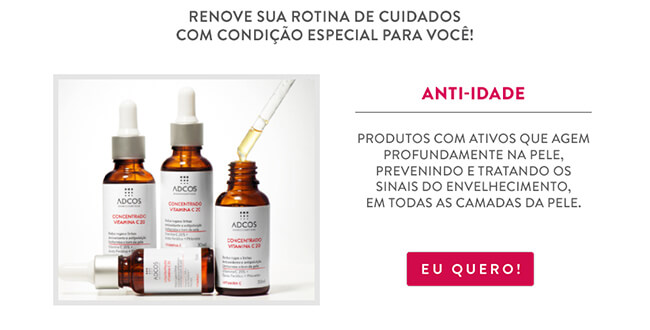 RENOVE SUA ROTINA DE CUIDADOS
COM CONDIÇÃO ESPECIAL PARA VOCÊ!
ANTI-IDADE
PRODUTOS COM ATIVOS QUE AGEM
PROFUNDAMENTE NA PELE,
PREVENINDO E TRATANDO OS
SINAIS DO ENVELHECIMENTO,
EM TODAS AS CAMADAS DA PELE.
EU QUERO!
ADCOS
CONCENTRADO
VITAMINA C 20
ADCOS
CONCENTRADO
VITAMINA C 20
ADCOS
CONCENTRADO
VITAMINA C 20
ADCOS